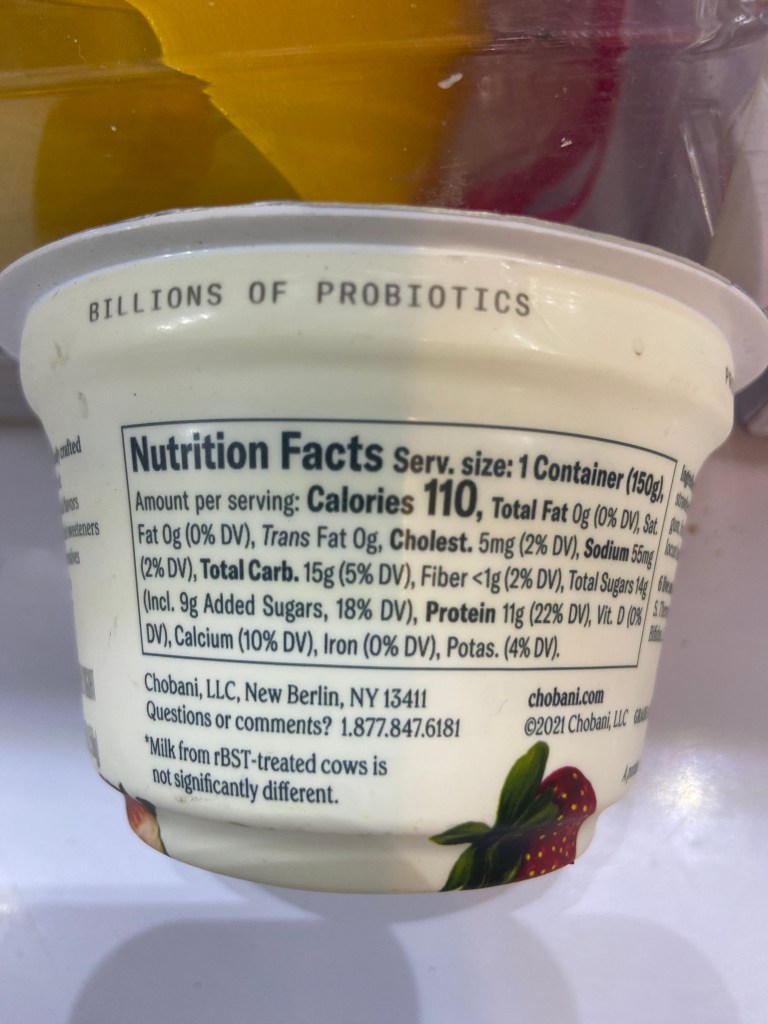 BILLIONS OF PROBIOTICS
crafted
Nutrition Facts Serv. size: 1 Container (150g),
Amount per serving: Calories 110, Total Fat 0g (0% DV), Sat.
Fat 0g (0% DV), Trans Fat 0g, Cholest. 5mg (2% DV), Sodium 55mg
(2% DV), Total Carb. 15g (5% DV), Fiber <1g (2% DV), Total Sugars 14g
(Incl. 9g Added Sugars, 18% DV), Protein 11g (22% DV), Vit. D (0%
DV), Calcium (10% DV), Iron (0% DV), Potas. (4% DV).
Chobani, LLC, New Berlin, NY 13411
Questions or comments? 1.877.847.6181
*Milk from rBST-treated cows is
not significantly different.
chobani.com
©2021 Chobani, LLC